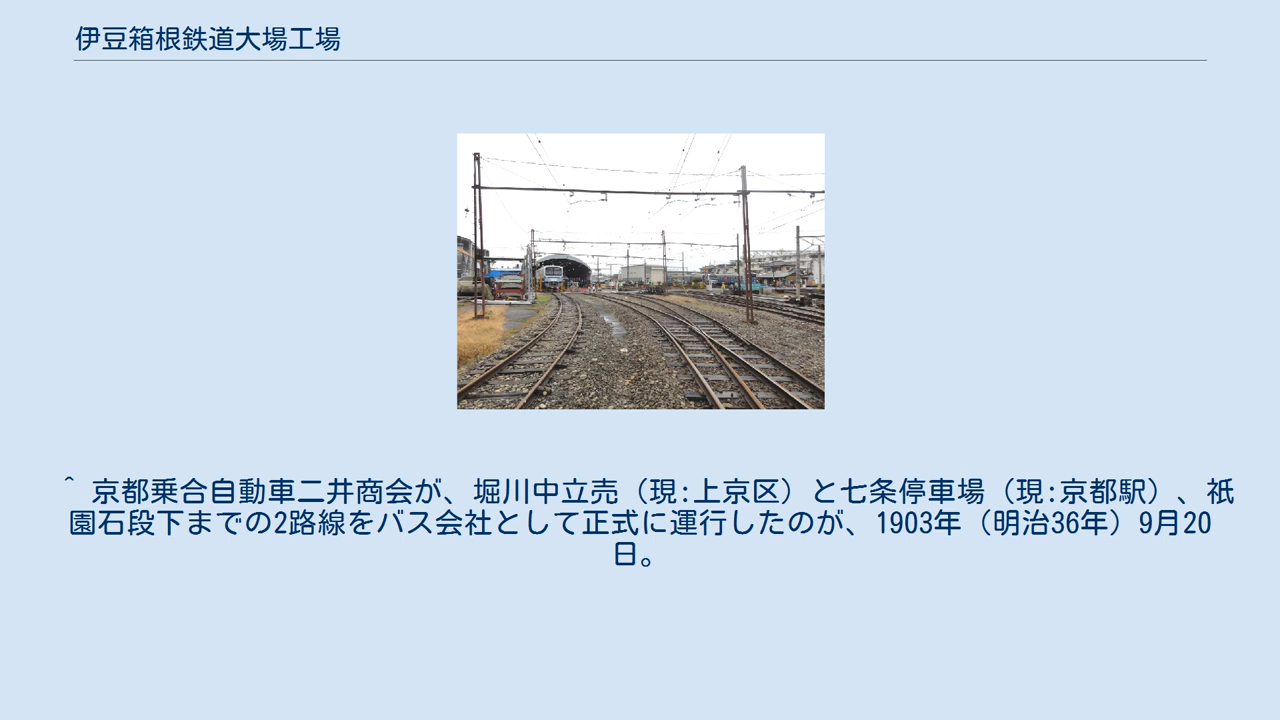 伊豆箱根鉄道大場工場
^ 京都乗合自動車二井商会が、堀川中立売（現:上京区）と七条停車場（現:京都駅）、祇
園石段下までの2路線をバス会社として正式に運行したのが、1903年（明治36年）9月20
日。